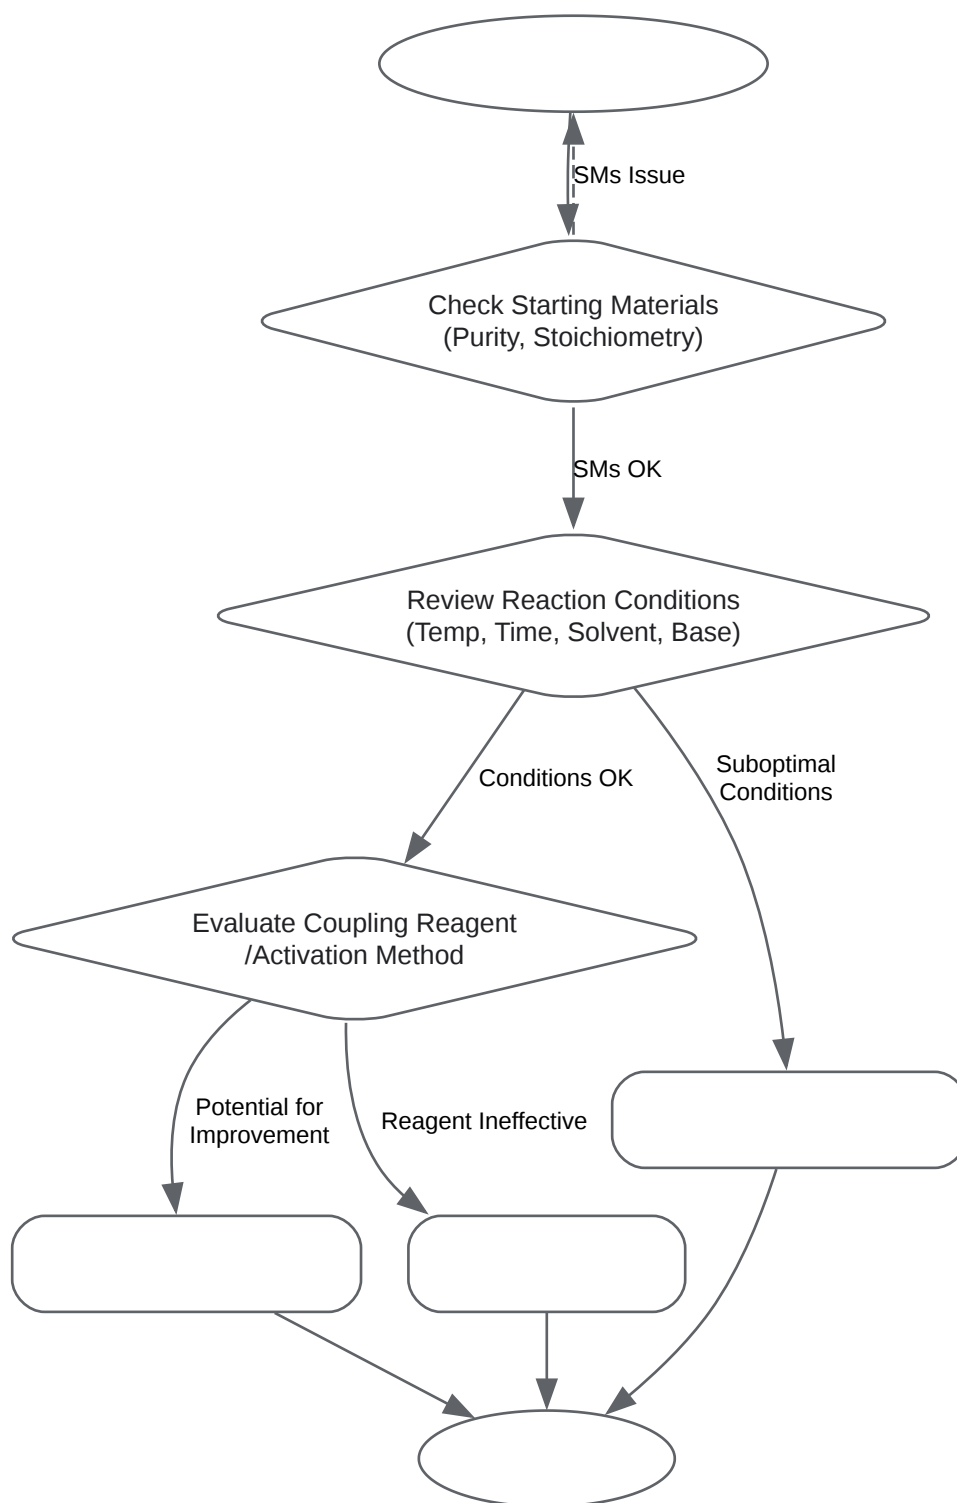 SMs Issue
Check Starting Materials
(Purity, Stoichiometry)
SMs OK
Review Reaction Conditions
(Temp, Time, Solvent, Base)
Conditions OK
Suboptimal
Conditions
Evaluate Coupling Reagent
/Activation Method
Potential for
Improvement
Reagent Ineffective